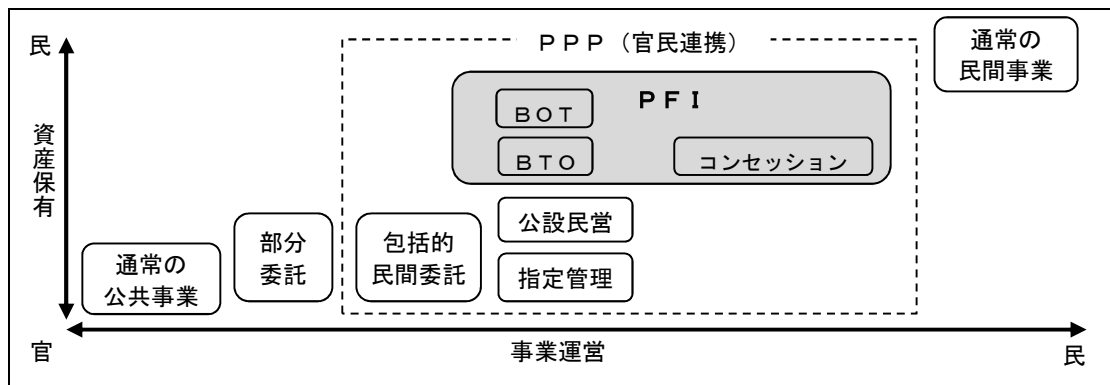 民
ＰＰＰ（官民連携）
通常の
民間事業
ＰＦＩ
ＢＯＴ
ＢＴＯ
コンセッション
資産保有
公設民営
部分
委託
包括的
民間委託
通常の
公共事業
指定管理
官
事業運営
民